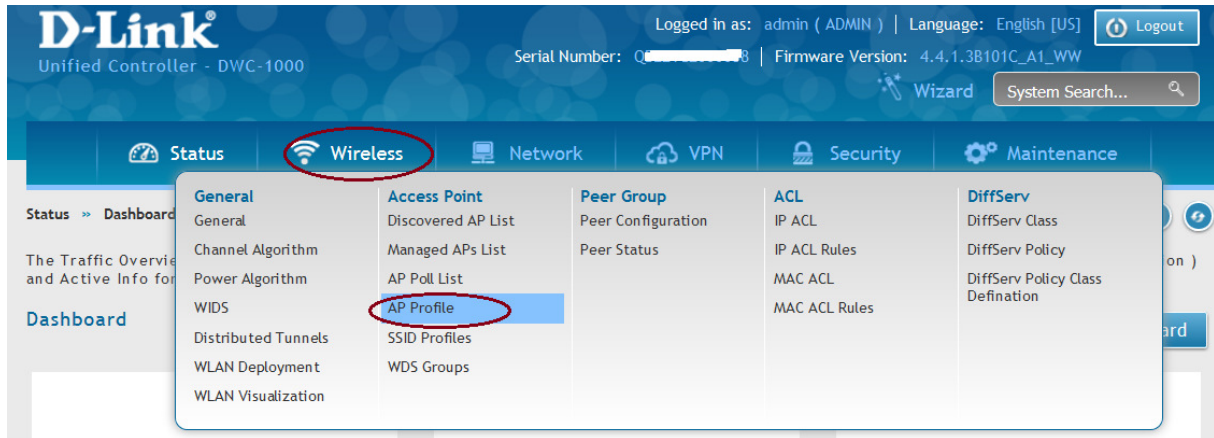 D-Link
Unified Controller - DWC-1000
Logged in as: admin ( ADMIN ) | Language: English [US]
Logout
Serial Number: Q 8 | Firmware Version: 4.4.1.3B101C_A1_WW
Wizard
System Search...
Status
Wireless
Network
VPN
Security
Maintenance
Status » Dashboard
The Traffic Overvie
on )
and Active Info for
Dashboard
ard
General
General
Channel Algorithm
Power Algorithm
WIDS
Distributed Tunnels
WLAN Deployment
WLAN Visualization
Access Point
Discovered AP List
Managed APs List
AP Poll List
AP Profile
SSID Profiles
WDS Groups
Peer Group
Peer Configuration
Peer Status
ACL
IP ACL
IP ACL Rules
MAC ACL
MAC ACL Rules
DiffServ
DiffServ Class
DiffServ Policy
DiffServ Policy Class
Defination